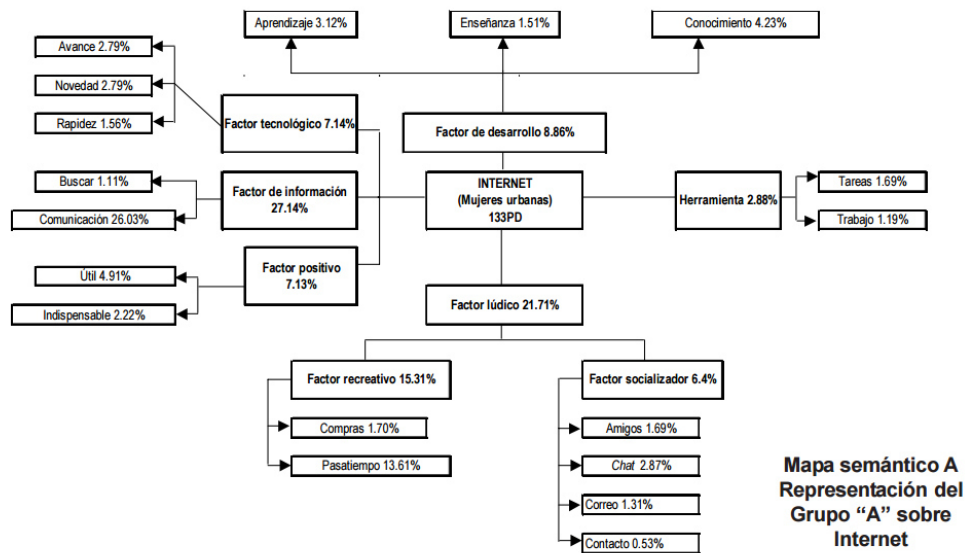 Aprendizaje 3.12%
Enseñanza 1.51%
Conocimiento 4.23%
Avance 2.79%
Novedad 2.79%
Rapidez 1.56%
Factor tecnológico 7.14%
Factor de desarrollo 8.86%
Buscar 1.11%
Comunicación 26.03%
Factor de información
27.14%
INTERNET
(Mujeres urbanas)
133PD
Herramienta 2.88%
Tareas 1.69%
Trabajo 1.19%
Útil 4.91%
Indispensable 2.22%
Factor positivo
7.13%
Factor lúdico 21.71%
Factor recreativo 15.31%
Factor socializador 6.4%
Compras 1.70%
Pasatiempo 13.61%
Amigos 1.69%
Chat 2.87%
Correo 1.31%
Contacto 0.53%
Mapa semántico A
Representación del
Grupo “A” sobre
Internet